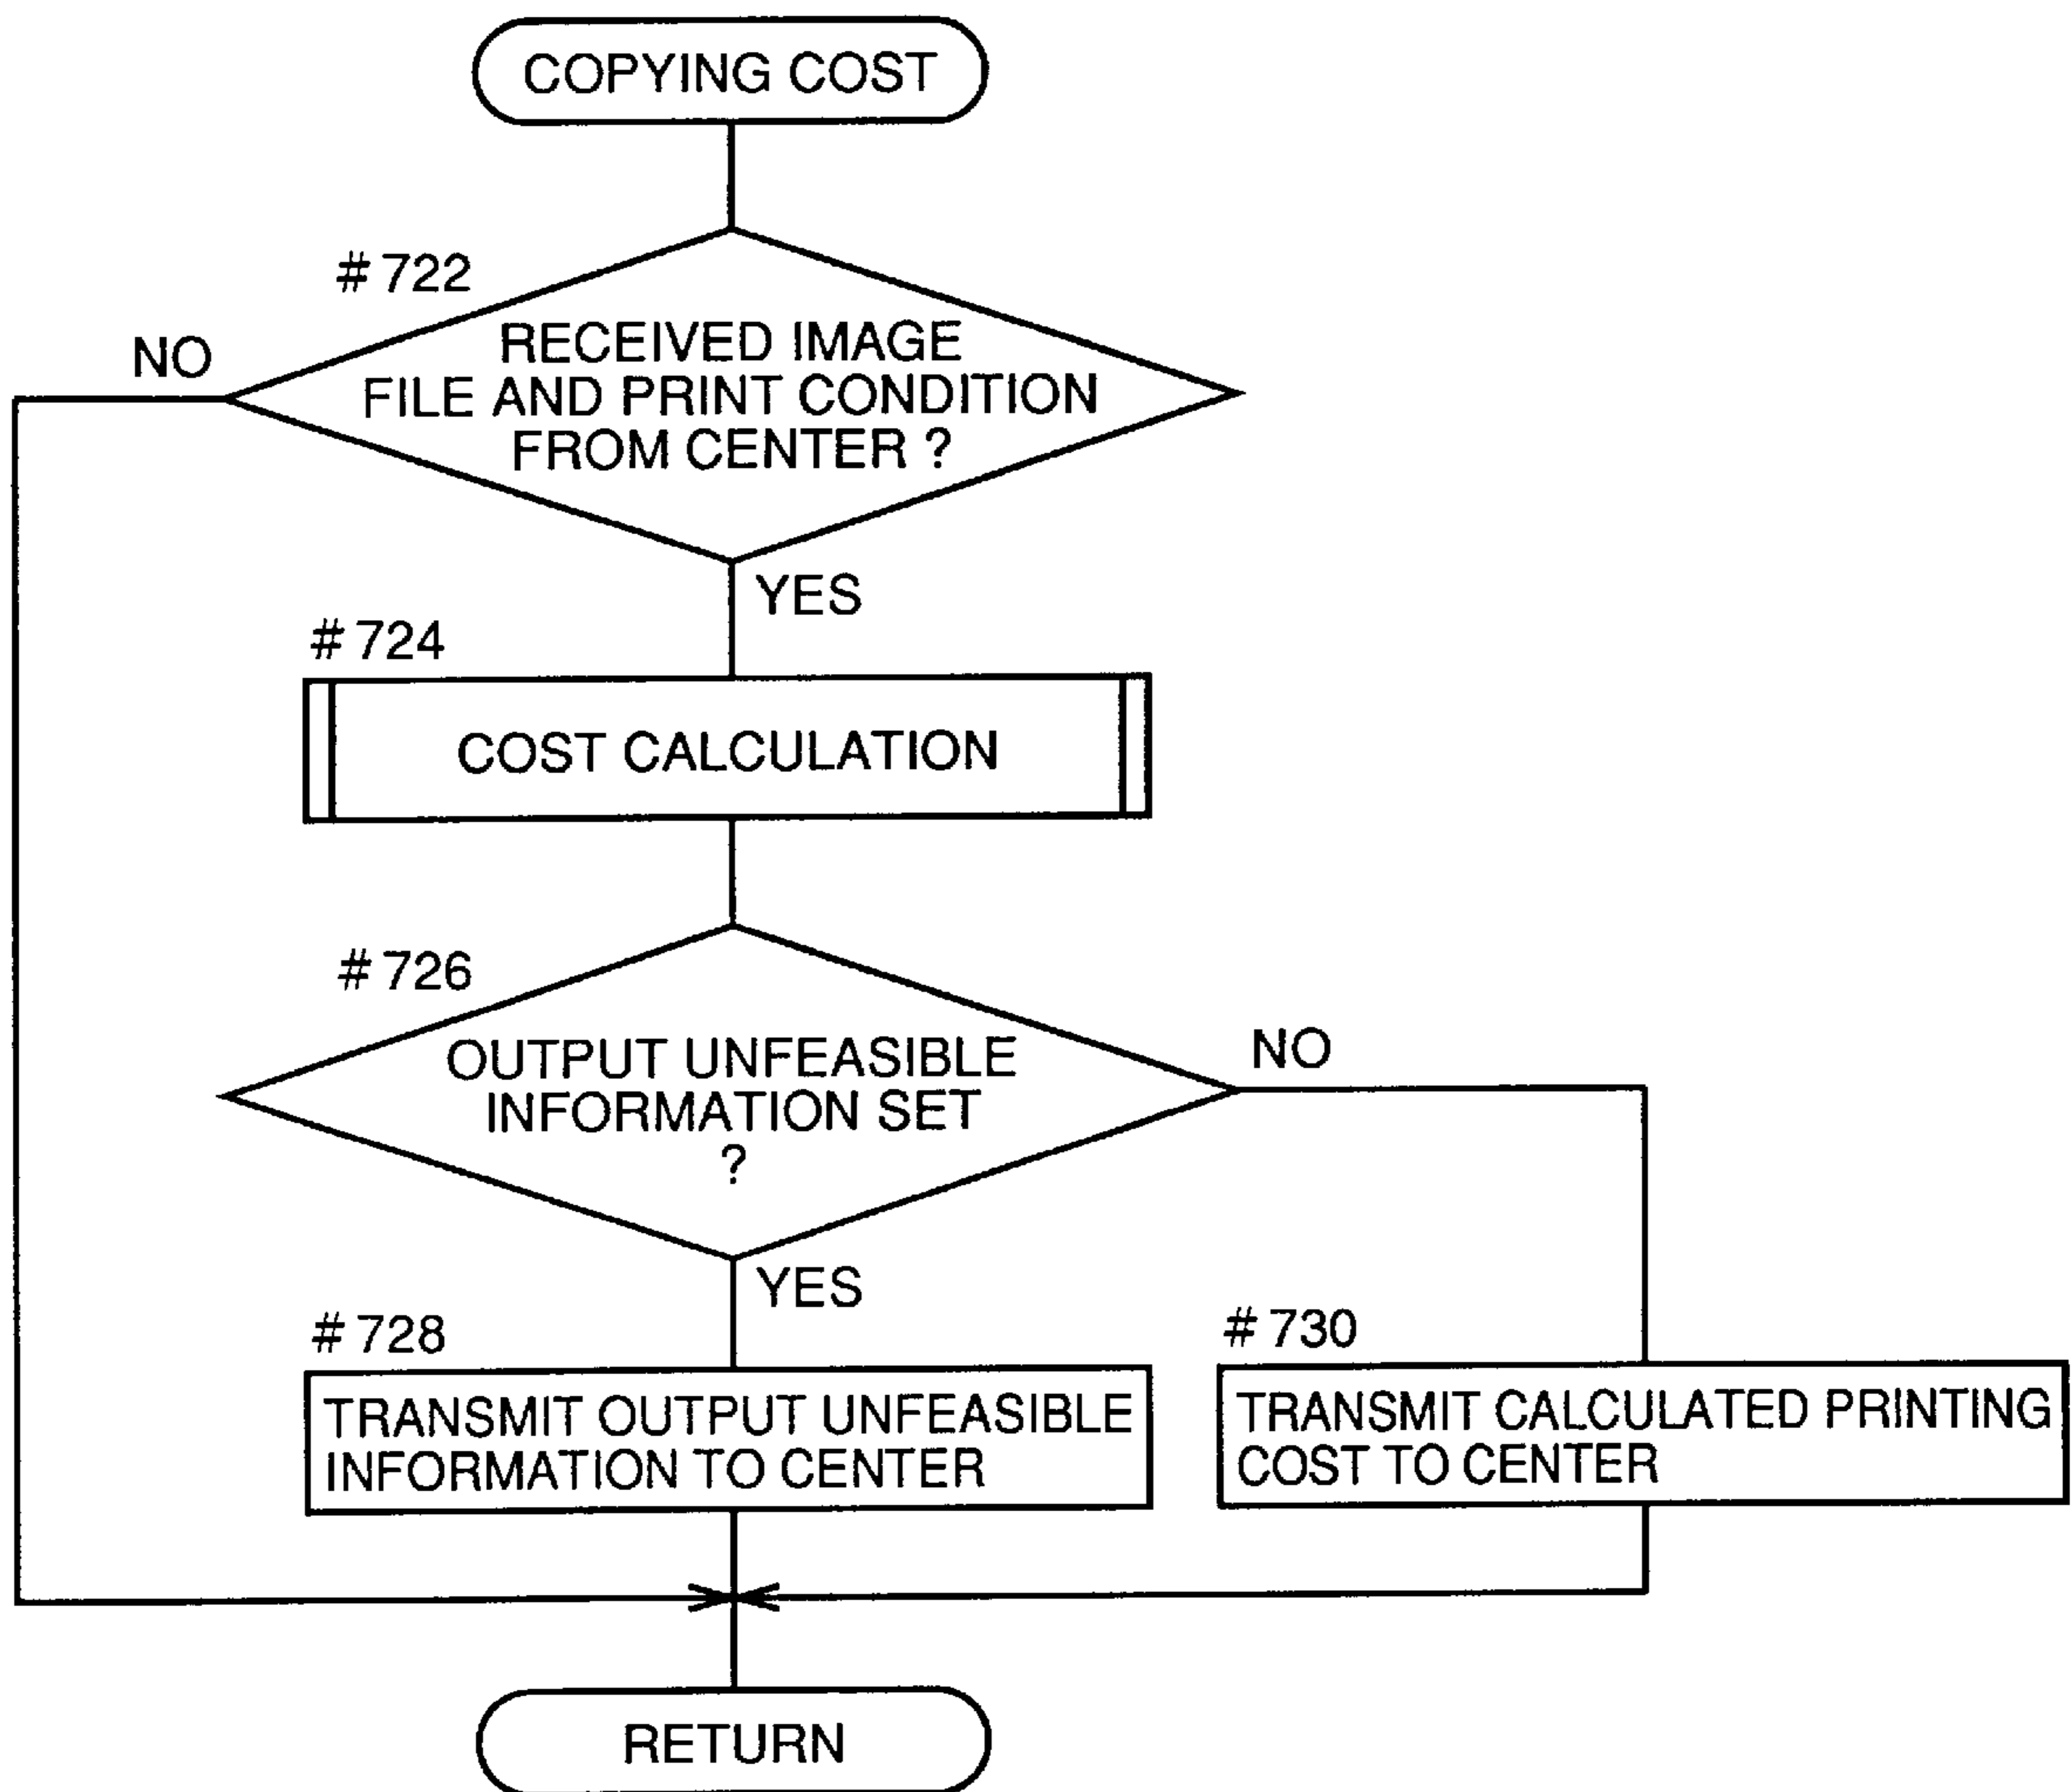 COPYING COST
#722
NO
RECEIVED IMAGE
FILE AND PRINT CONDITION
FROM CENTER ?
YES
#724
COST CALCULATION
#726
NO
OUTPUT UNFEASIBLE
INFORMATION SET
?
YES
#728
#730
TRANSMIT OUTPUT UNFEASIBLE
INFORMATION TO CENTER
TRANSMIT CALCULATED PRINTING
COST TO CENTER
RETURN